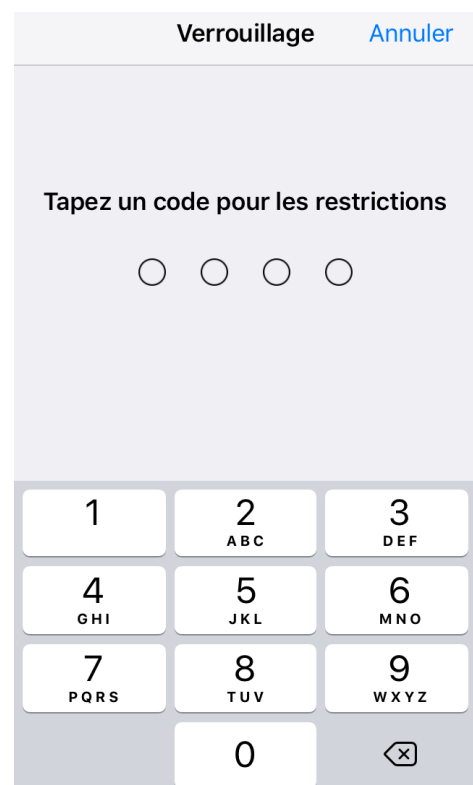 Verrouillage Annuler
Tapez un code pour les restrictions
1 2 3
ABC DEF
4 5 6
GHI JKL MNO
7 8 9
PQRS TUV WXYZ
0